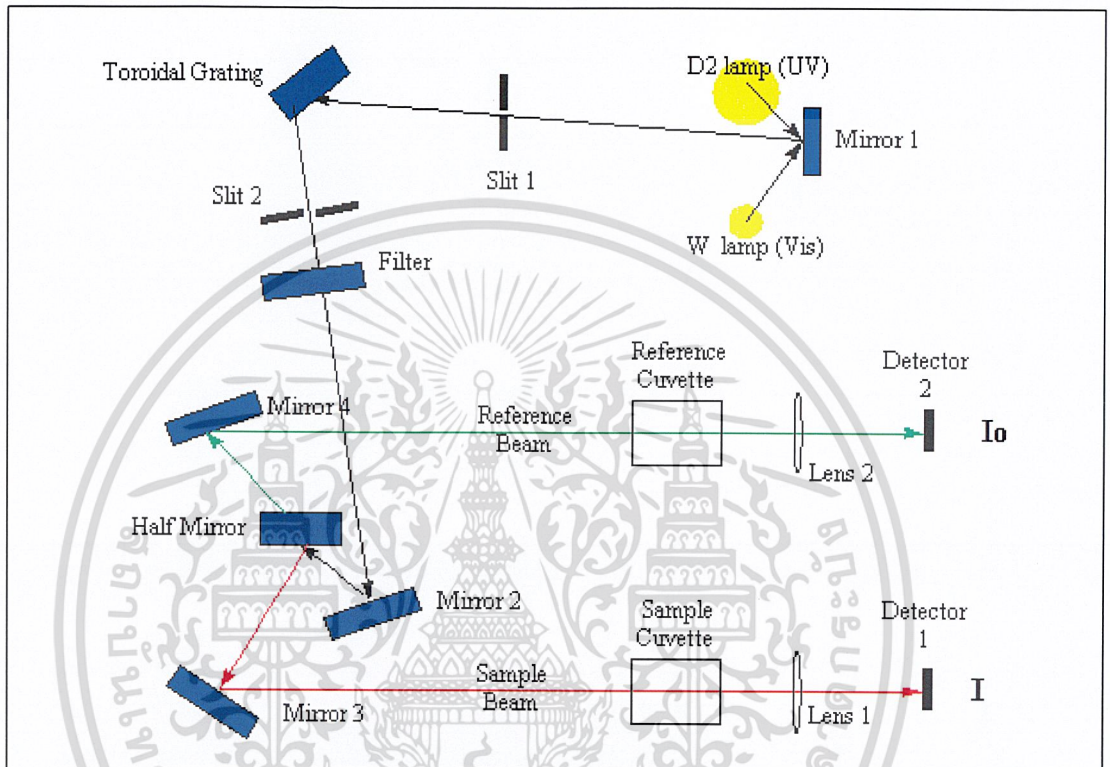 D2 lamp (UV)
Toroidal Grating
Mirror 1
Slit 1
Slit 2
W lamp (Vis)
Filter
Reference
Cuvette
Detector
2
Mirror 4
Reference
Beam
Io
Lens 2
Half Mirror
Mirror 2
Sample
Cuvette
Detector
1
Sample
Beam
I
Mirror 3
Lens 1